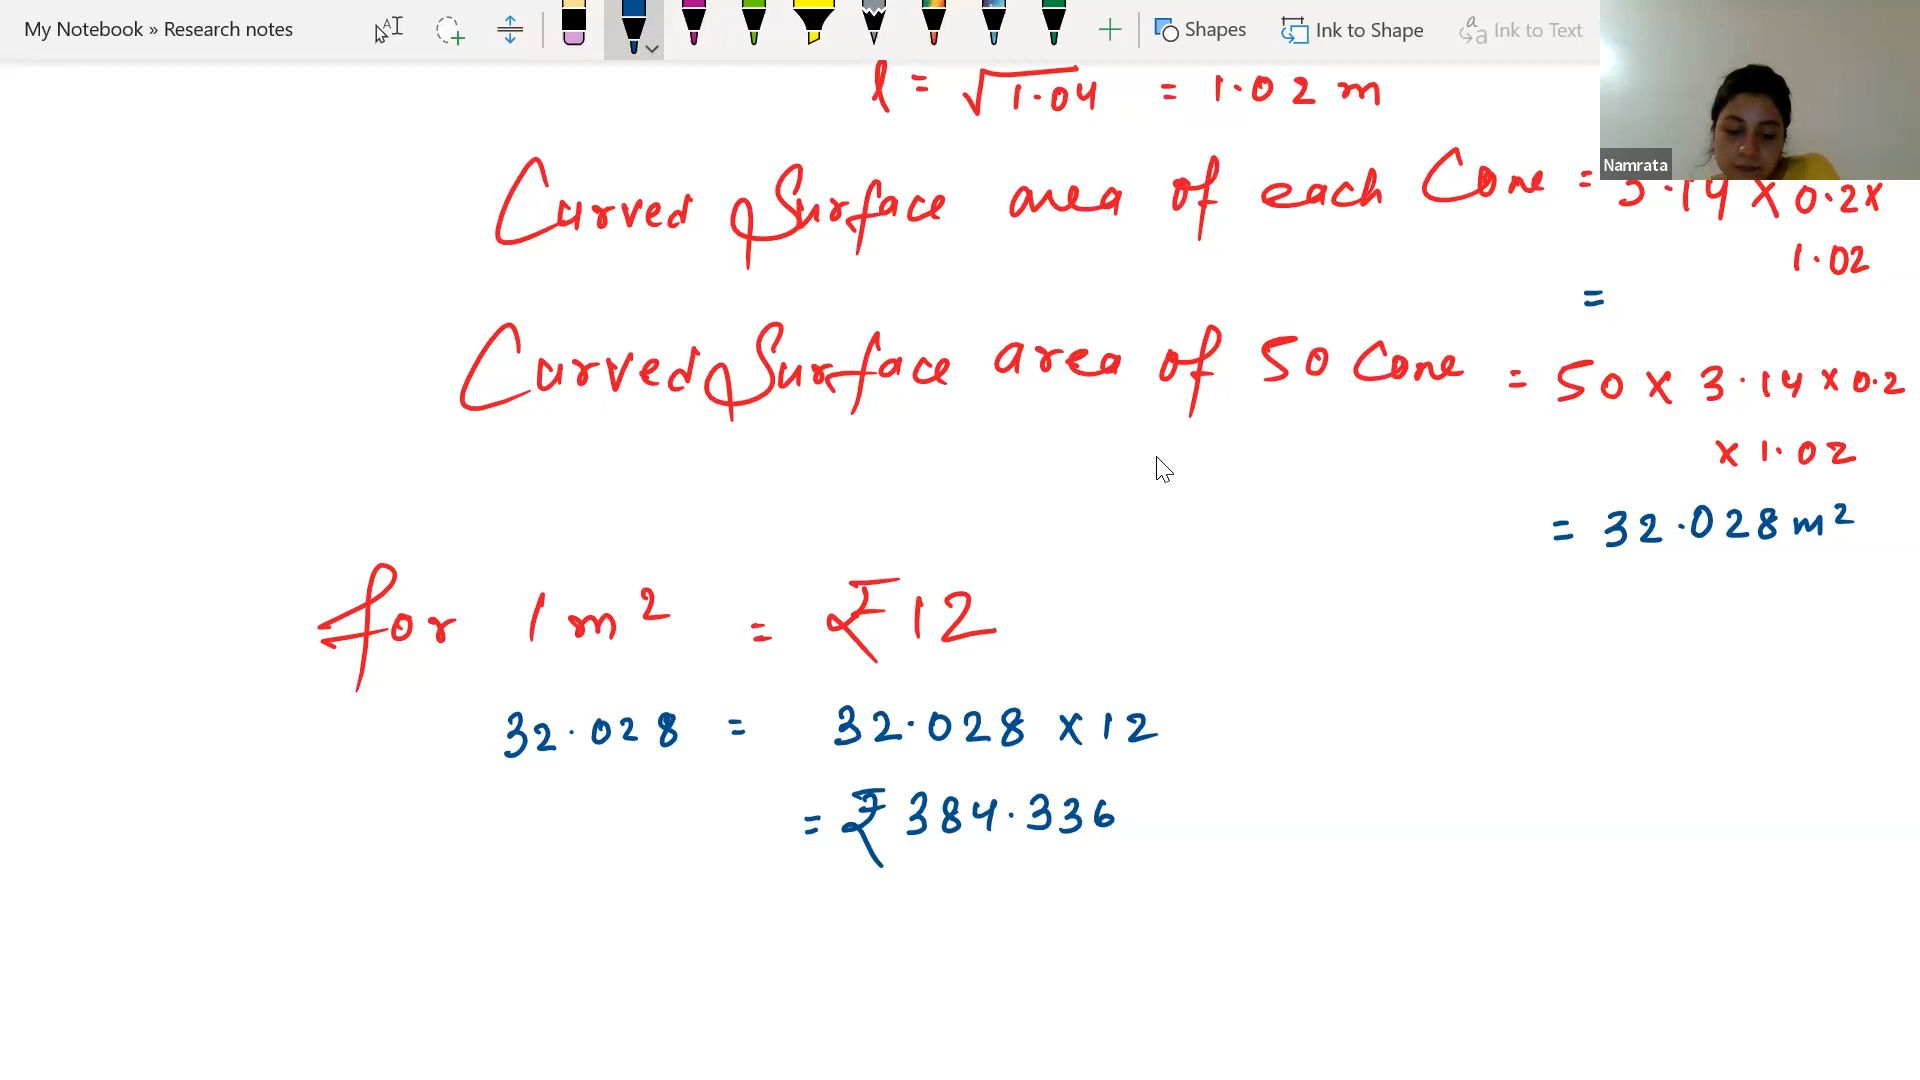 My Notebook » Research notes
Shapes
Ink to Shape
Ink to Text
Namrata
l = √1.04 = 1.02 m
Curved Surface area of each Cone = 3.14 x 0.2 x
1.02
=
Curved Surface area of 50 Cone = 50 x 3.14 x 0.2
x 1.02
= 32.028 m²
for 1 m² = ₹12
32.028 = 32.028 x 12
= ₹384.336